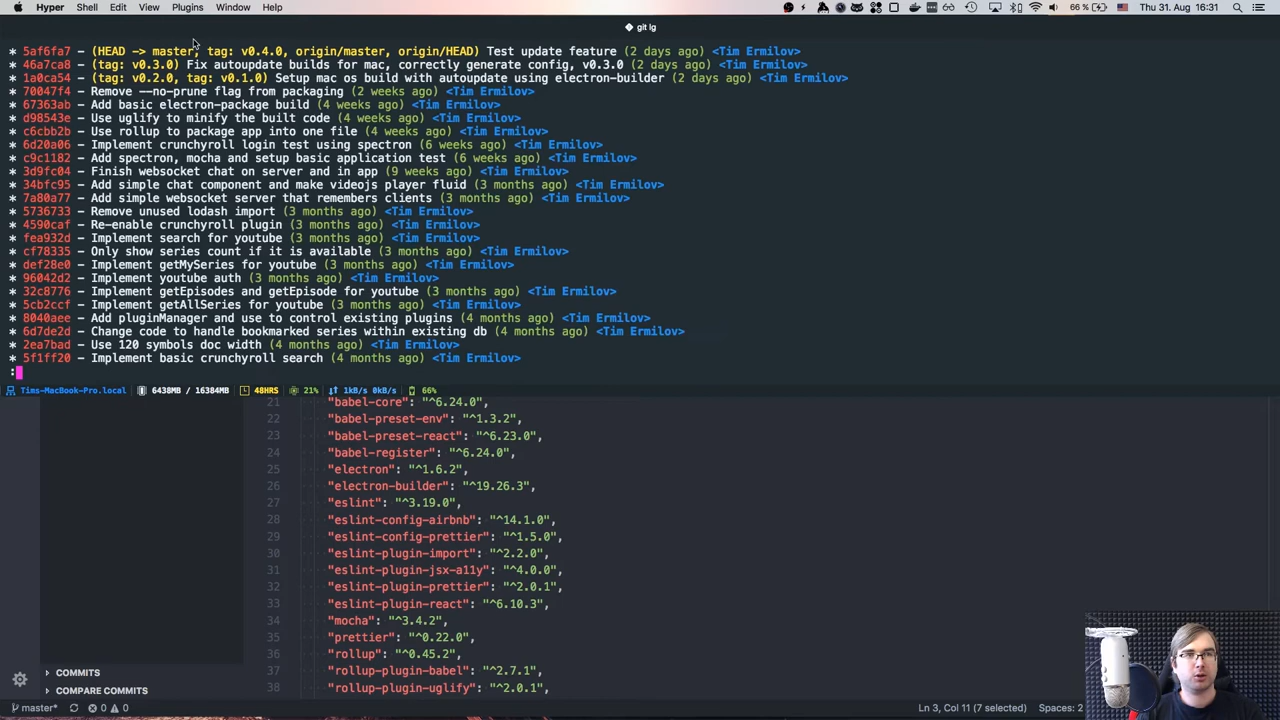 Hyper Shell Edit View Plugins Window Help 66 % Thu 31. Aug 16:31
git lg
* 5af6fa7 - (HEAD -> master, tag: v0.4.0, origin/master, origin/HEAD) Test update feature (2 days ago) <Tim Ermilov>
* 46a7ca8 - (tag: v0.3.0) Fix autoupdate builds for mac, correctly generate config, v0.3.0 (2 days ago) <Tim Ermilov>
* 1a0ca54 - (tag: v0.2.0, tag: v0.1.0) Setup mac os build with autoupdate using electron-builder (2 days ago) <Tim Ermilov>
* 70047f4 - Remove --no-prune flag from packaging (2 weeks ago) <Tim Ermilov>
* 67363ab - Add basic electron-package build (4 weeks ago) <Tim Ermilov>
* d98543e - Use uglify to minify the built code (4 weeks ago) <Tim Ermilov>
* c6cbb2b - Use rollup to package app into one file (4 weeks ago) <Tim Ermilov>
* 6d20a06 - Implement crunchyroll login test using spectron (6 weeks ago) <Tim Ermilov>
* c9c1182 - Add spectron, mocha and setup basic application test (6 weeks ago) <Tim Ermilov>
* 3d9fc04 - Finish websocket chat on server and in app (9 weeks ago) <Tim Ermilov>
* 34bfc95 - Add simple chat component and make videojs player fluid (3 months ago) <Tim Ermilov>
* 7a80a77 - Add simple websocket server that remembers clients (3 months ago) <Tim Ermilov>
* 5736733 - Remove unused lodash import (3 months ago) <Tim Ermilov>
* 4590caf - Re-enable crunchyroll plugin (3 months ago) <Tim Ermilov>
* fea932d - Implement search for youtube (3 months ago) <Tim Ermilov>
* cf78335 - Only show series count if it is available (3 months ago) <Tim Ermilov>
* def28e0 - Implement getMySeries for youtube (3 months ago) <Tim Ermilov>
* 96042d2 - Implement youtube auth (3 months ago) <Tim Ermilov>
* 32c8776 - Implement getEpisodes and getEpisode for youtube (3 months ago) <Tim Ermilov>
* 5cb2ccf - Implement getAllSeries for youtube (3 months ago) <Tim Ermilov>
* 8040aee - Add pluginManager and use to control existing plugins (4 months ago) <Tim Ermilov>
* 6d7de2d - Change code to handle bookmarked series within existing db (4 months ago) <Tim Ermilov>
* 2ea7bad - Use 120 symbols doc width (4 months ago) <Tim Ermilov>
* 5f1ff20 - Implement basic crunchyroll search (4 months ago) <Tim Ermilov>
:
Tims-MacBook-Pro.local 6438MB / 16384MB 48HRS 21% 1kB/s 0kB/s 66%
21 "babel-core": "^6.24.0",
22 "babel-preset-env": "^1.3.2",
23 "babel-preset-react": "^6.23.0",
24 "babel-register": "^6.24.0",
25 "electron": "^1.6.2",
26 "electron-builder": "^19.26.3",
27 "eslint": "^3.19.0",
28 "eslint-config-airbnb": "^14.1.0",
29 "eslint-config-prettier": "^1.5.0",
30 "eslint-plugin-import": "^2.2.0",
31 "eslint-plugin-jsx-a11y": "^4.0.0",
32 "eslint-plugin-prettier": "^2.0.1",
33 "eslint-plugin-react": "^6.10.3",
34 "mocha": "^3.4.2",
35 "prettier": "^0.22.0",
36 "rollup": "^0.45.2",
37 "rollup-plugin-babel": "^2.7.1",
38 "rollup-plugin-uglify": "^2.0.1",
COMMITS
COMPARE COMMITS
master* 0 0 Ln 3, Col 11 (7 selected) Spaces: 2